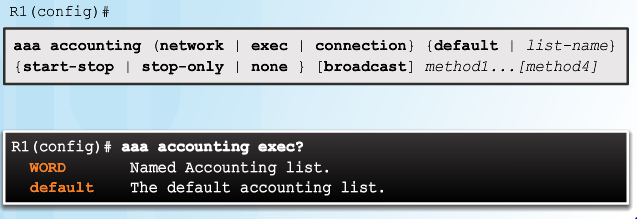 R1(config)#
aaa accounting (network | exec | connection} {default | list-name}
{start-stop | stop-only | none } [broadcast] method1...[method4]
R1(config)# aaa accounting exec?
WORD Named Accounting list.
default The default accounting list.